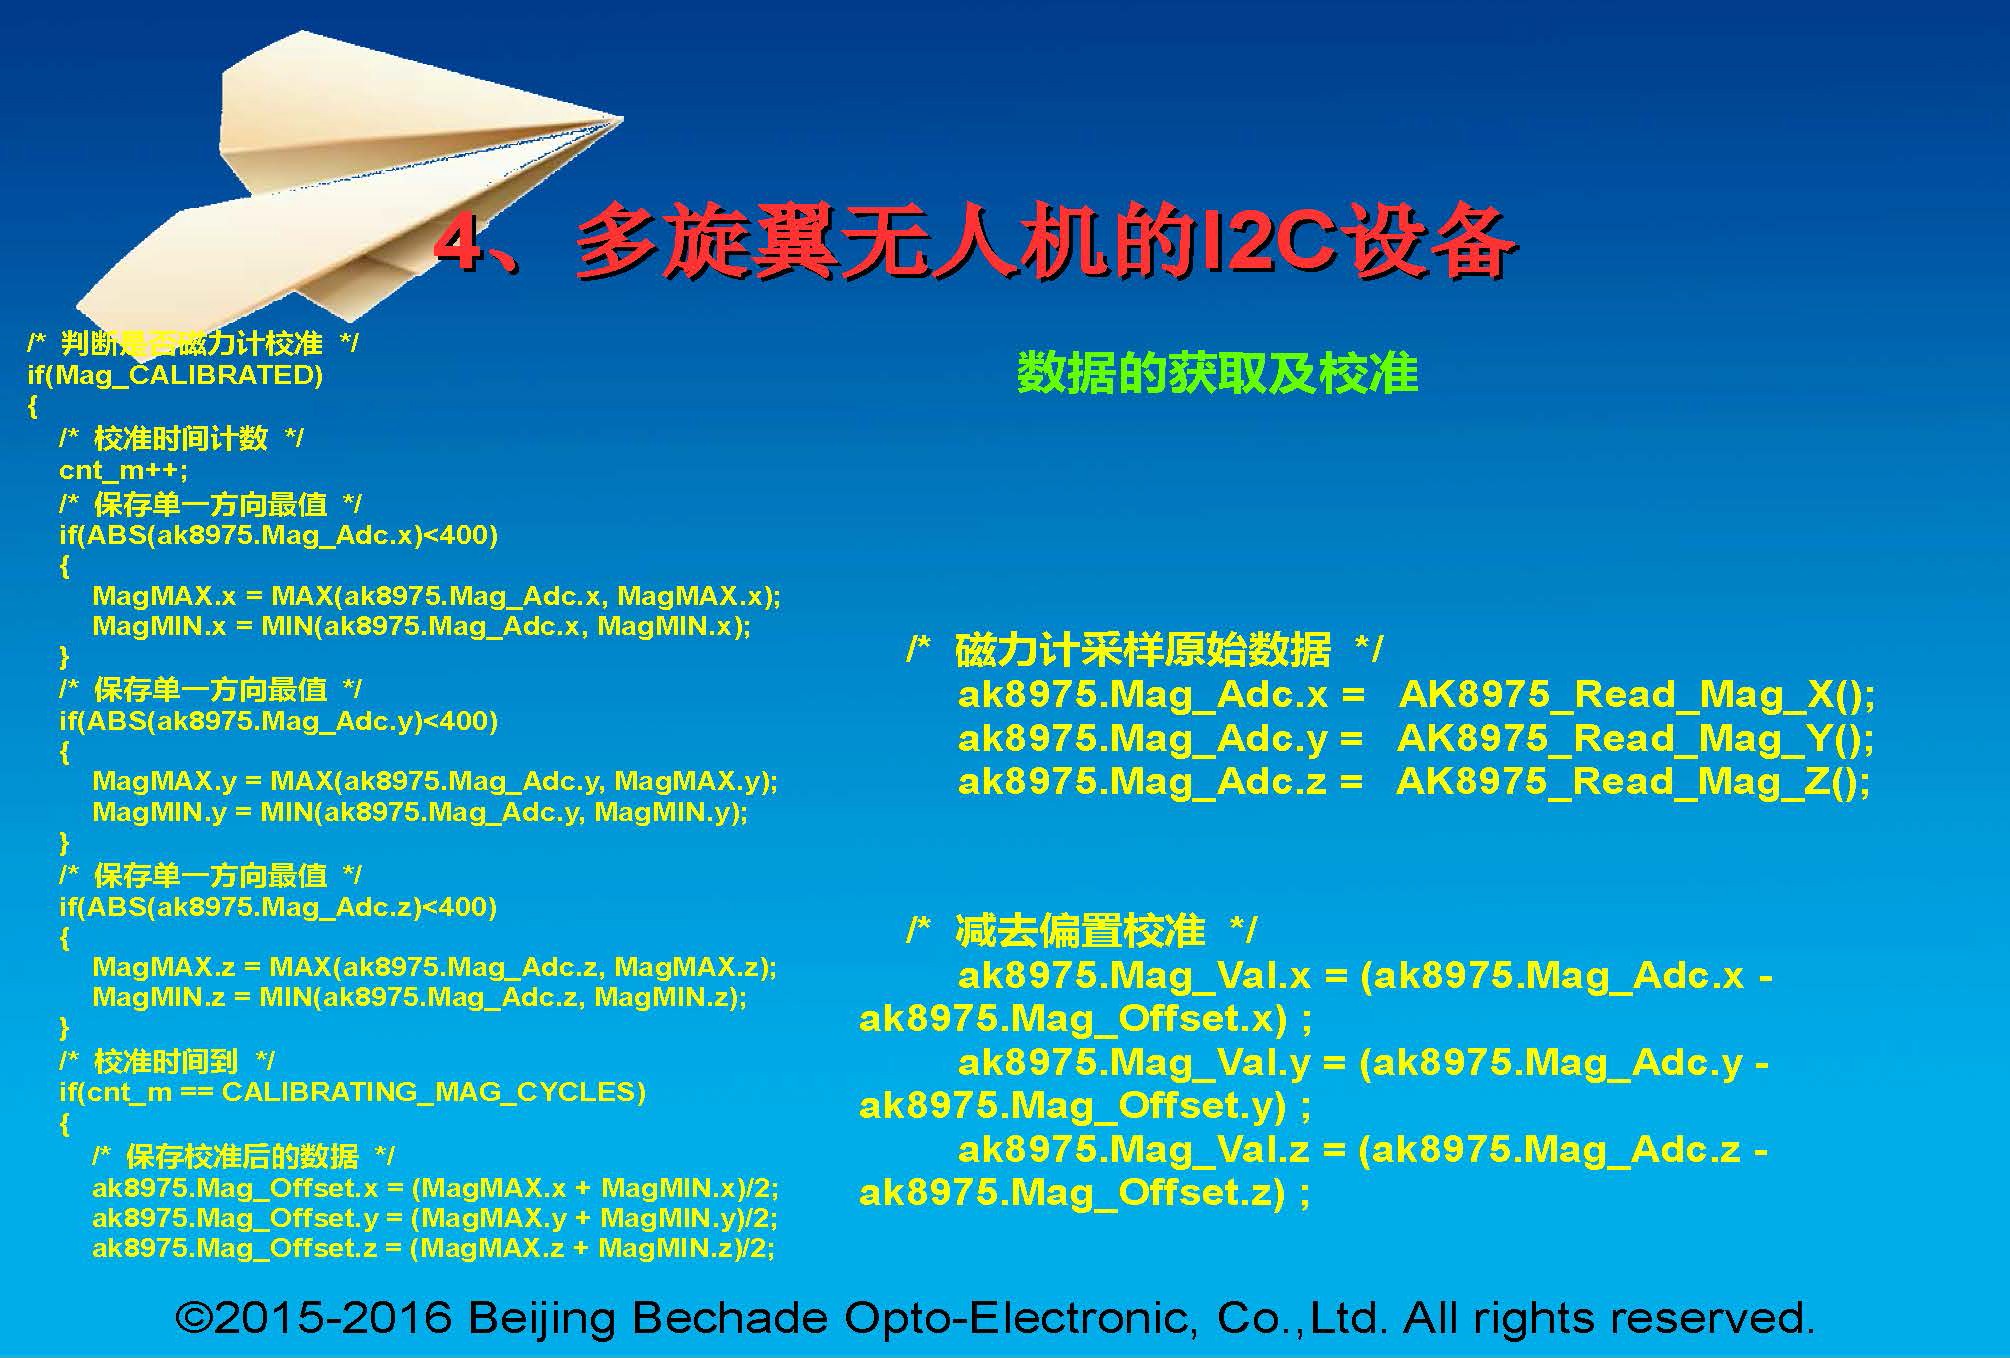 4、多旋翼无人机的I2C设备
/* 判断是否磁力计校准 */
if(Mag_CALIBRATED)
{
/* 校准时间计数 */
cnt_m++;
/* 保存单一方向最值 */
if(ABS(ak8975.Mag_Adc.x)<400)
{
MagMAX.x = MAX(ak8975.Mag_Adc.x, MagMAX.x);
MagMIN.x = MIN(ak8975.Mag_Adc.x, MagMIN.x);
}
/* 保存单一方向最值 */
if(ABS(ak8975.Mag_Adc.y)<400)
{
MagMAX.y = MAX(ak8975.Mag_Adc.y, MagMAX.y);
MagMIN.y = MIN(ak8975.Mag_Adc.y, MagMIN.y);
}
/* 保存单一方向最值 */
if(ABS(ak8975.Mag_Adc.z)<400)
{
MagMAX.z = MAX(ak8975.Mag_Adc.z, MagMAX.z);
MagMIN.z = MIN(ak8975.Mag_Adc.z, MagMIN.z);
}
/* 校准时间到 */
if(cnt_m == CALIBRATING_MAG_CYCLES)
{
/* 保存校准后的数据 */
ak8975.Mag_Offset.x = (MagMAX.x + MagMIN.x)/2;
ak8975.Mag_Offset.y = (MagMAX.y + MagMIN.y)/2;
ak8975.Mag_Offset.z = (MagMAX.z + MagMIN.z)/2;
数据的获取及校准
/* 磁力计采样原始数据 */
ak8975.Mag_Adc.x = AK8975_Read_Mag_X();
ak8975.Mag_Adc.y = AK8975_Read_Mag_Y();
ak8975.Mag_Adc.z = AK8975_Read_Mag_Z();
/* 减去偏置校准 */
ak8975.Mag_Val.x = (ak8975.Mag_Adc.x -
ak8975.Mag_Offset.x) ;
ak8975.Mag_Val.y = (ak8975.Mag_Adc.y -
ak8975.Mag_Offset.y) ;
ak8975.Mag_Val.z = (ak8975.Mag_Adc.z -
ak8975.Mag_Offset.z) ;
©2015-2016 Beijing Bechade Opto-Electronic, Co.,Ltd. All rights reserved.